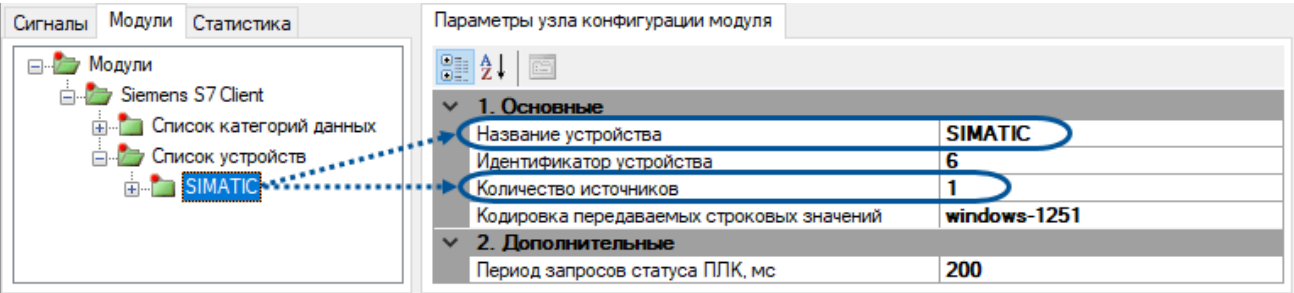 Сигналы Модули Статистика
Модули
Siemens S7 Client
Список категорий данных
Список устройств
SIMATIC
Параметры узла конфигурации модуля
1. Основные
Название устройства SIMATIC
Идентификатор устройства 6
Количество источников 1
Кодировка передаваемых строковых значений windows-1251
2. Дополнительные
Период запросов статуса ПЛК, мс 200